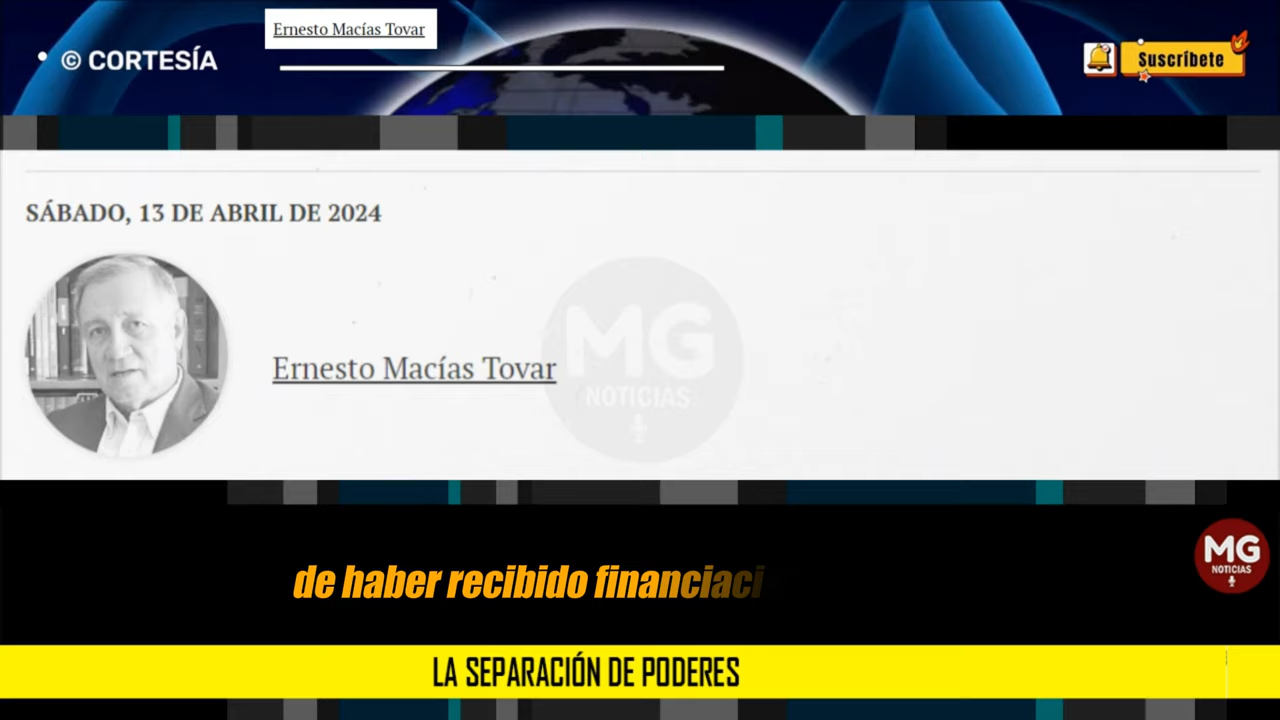 Ernesto Macías Tovar
© CORTESÍA
Suscríbete
SÁBADO, 13 DE ABRIL DE 2024
Ernesto Macías Tovar
MG
NOTICIAS
de haber recibido financiaci
MG
NOTICIAS
LA SEPARACIÓN DE PODERES